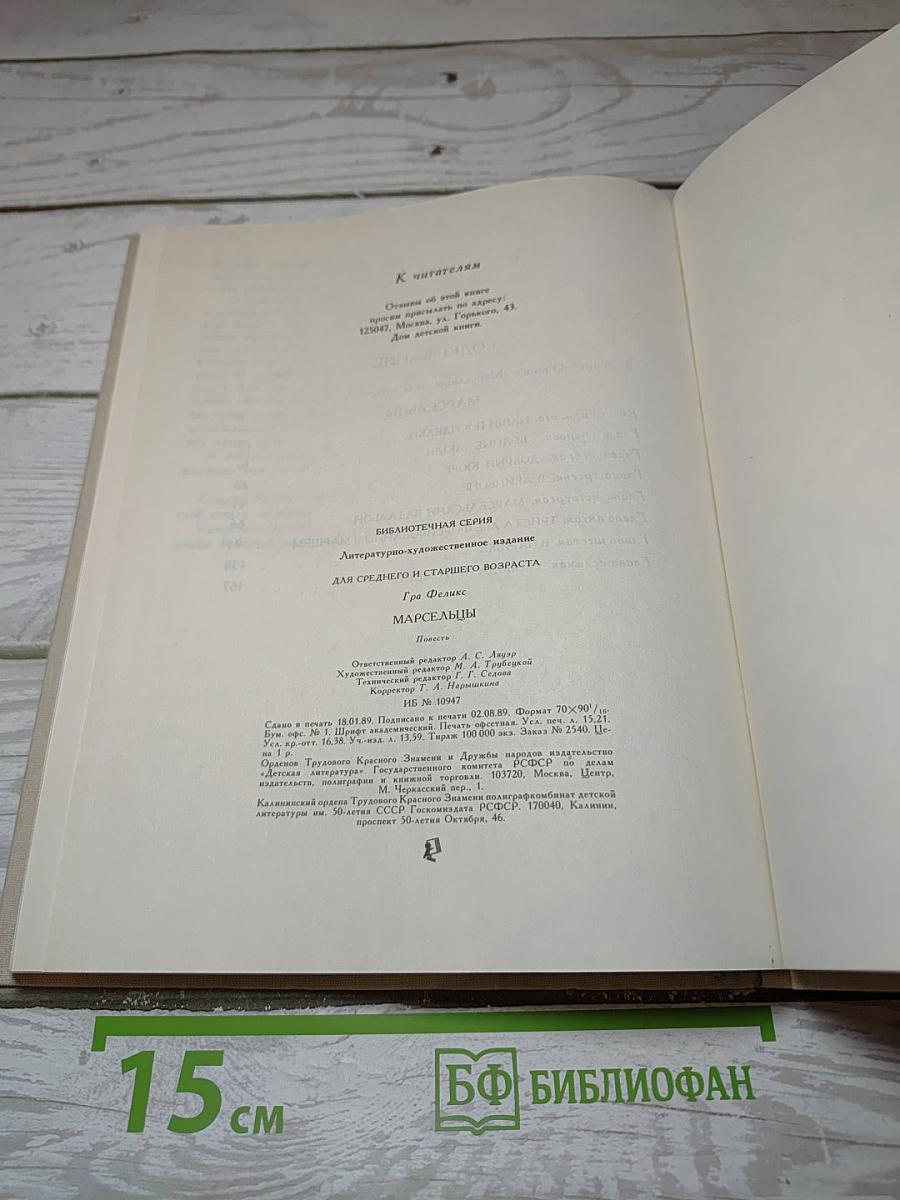 К читателям
Отзывы об этой книге
просим присылать по адресу:
125047, Москва, ул. Горького, 43.
Дом детской книги.
БИБЛИОТЕЧНАЯ СЕРИЯ
Литературно-художественное издание
ДЛЯ СРЕДНЕГО И СТАРШЕГО ВОЗРАСТА
Гра Феликс
МАРСЕЛЬЦЫ
Повесть
Ответственный редактор А. С. Ляуэр
Художественный редактор М. А. Трубецкой
Технический редактор Г. Г. Седова
Корректор Т. А. Нарышкина
ИБ № 10947
Сдано в печать 18.01.89. Подписано к печати 02.08.89. Формат 70×90¹/₁₆.
Бум. офс. № 1. Шрифт академический. Печать офсетная. Усл. печ. л. 15,21.
Усл. кр.-отт. 16,38. Уч.-изд. л. 13,59. Тираж 100 000 экз. Заказ № 2540. Це-
на 1 р.
Орденов Трудового Красного Знамени и Дружбы народов издательство
«Детская литература» Государственного комитета РСФСР по делам
издательств, полиграфии и книжной торговли. 103720, Москва, Центр,
М. Черкасский пер., 1.
Калининский ордена Трудового Красного Знамени полиграфкомбинат детской
литературы им. 50-летия СССР Госкомиздата РСФСР. 170040, Калинин,
проспект 50-летия Октября, 46.
15 см
БФ БИБЛИОФАН